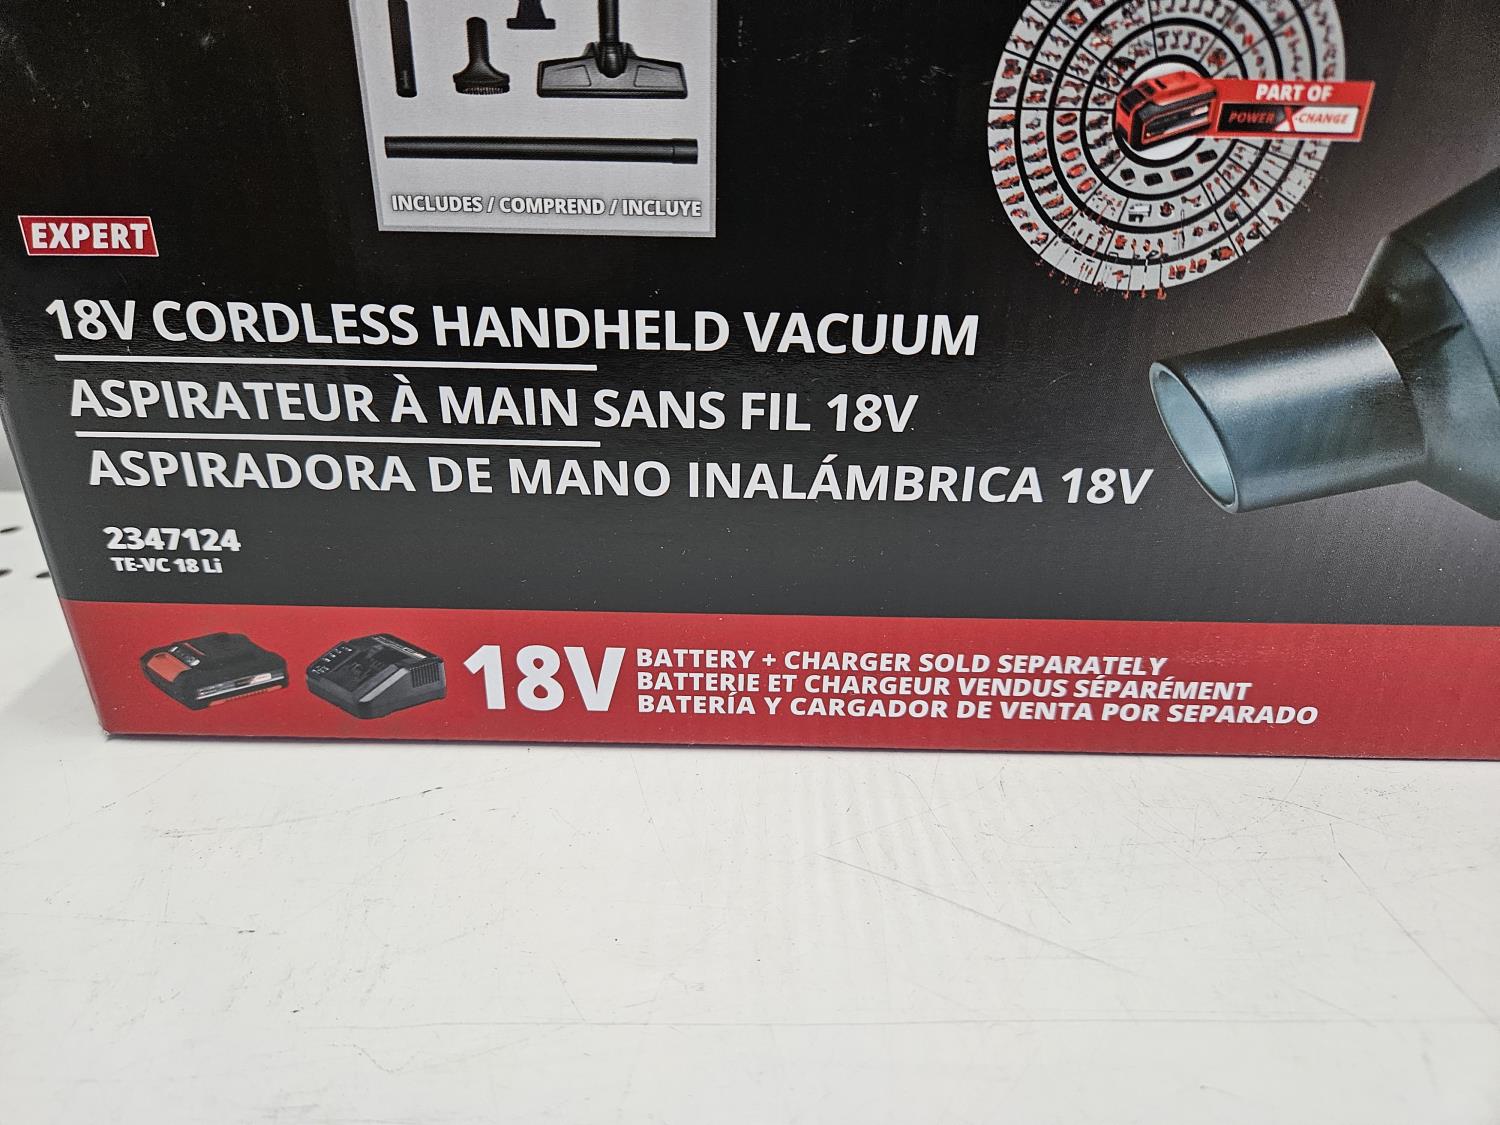 PART OF
POWER X-CHANGE
INCLUDES / COMPREND / INCLUYE
EXPERT
18V CORDLESS HANDHELD VACUUM
ASPIRATEUR À MAIN SANS FIL 18V
ASPIRADORA DE MANO INALÁMBRICA 18V
2347124
TE-VC 18 Li
18V
BATTERY + CHARGER SOLD SEPARATELY
BATTERIE ET CHARGEUR VENDUS SÉPARÉMENT
BATERÍA Y CARGADOR DE VENTA POR SEPARADO